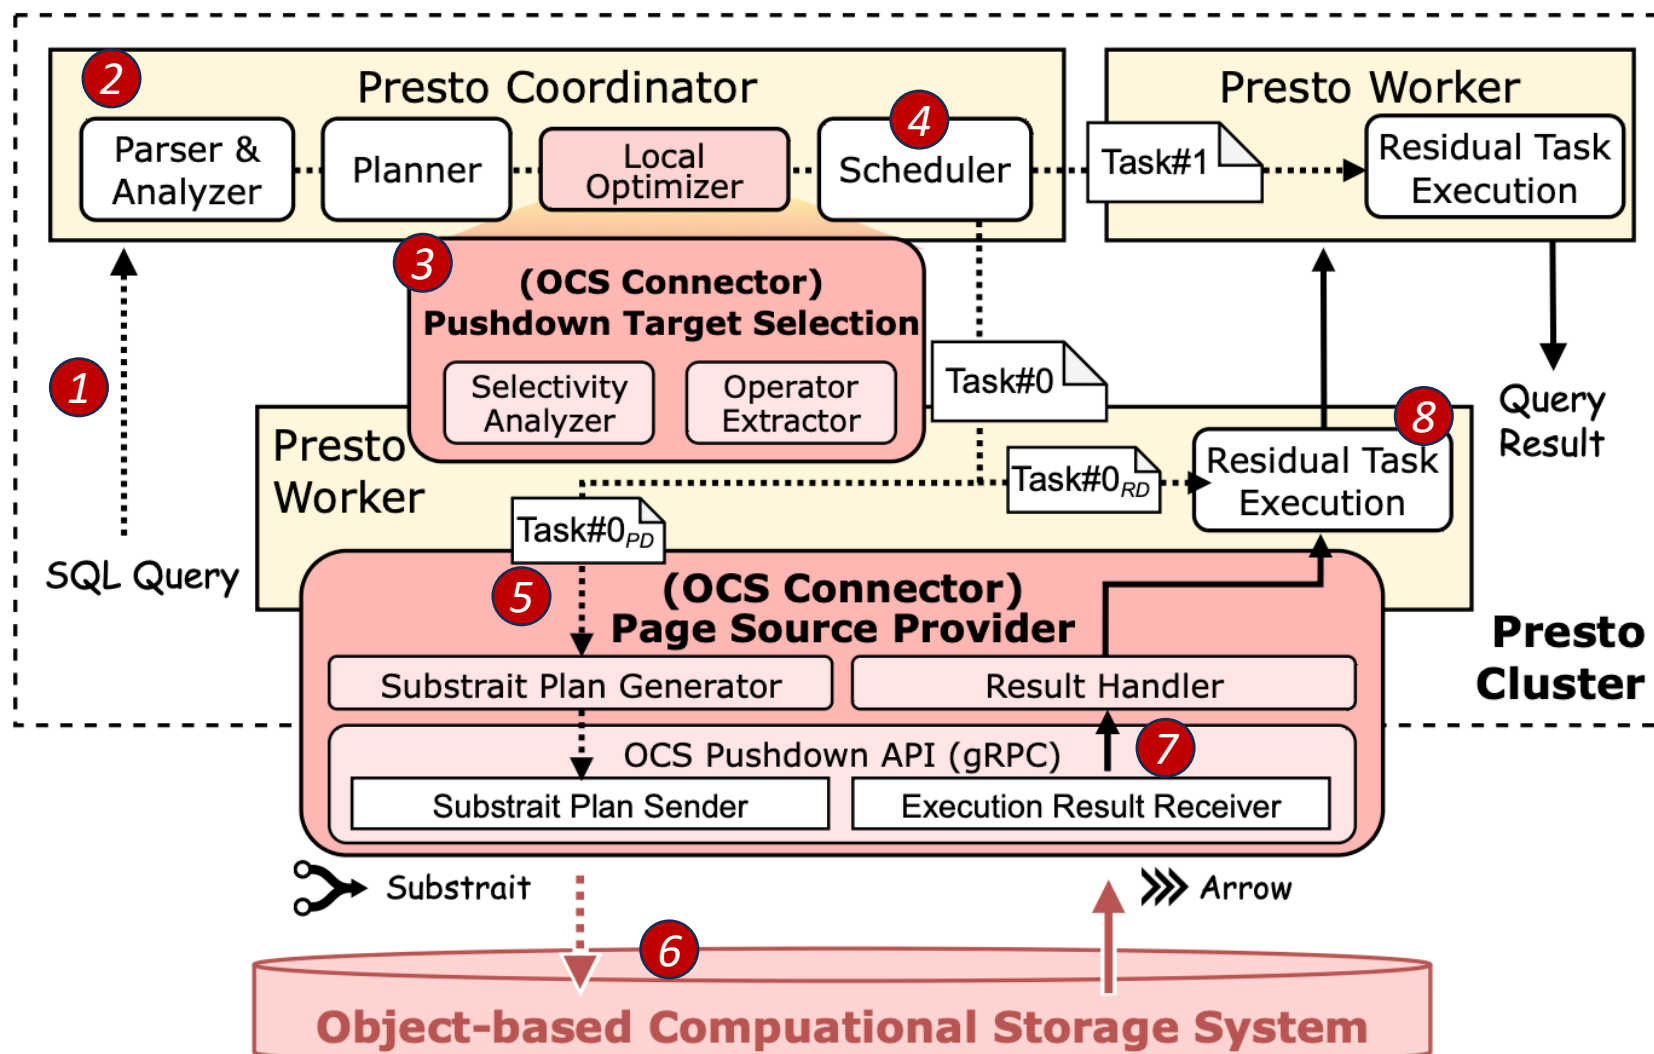 2
Presto Coordinator
4
Presto Worker
Parser &
Analyzer
Planner
Local
Optimizer
Scheduler
Task#1
Residual Task
Execution
3
(OCS Connector)
Pushdown Target Selection
Selectivity
Analyzer
Operator
Extractor
1
Task#0
Query
Result
8
Presto
Worker
Task#0RD
Residual Task
Execution
Task#0PD
SQL Query
5
(OCS Connector)
Page Source Provider
Presto
Cluster
Substrait Plan Generator
Result Handler
7
OCS Pushdown API (gRPC)
Substrait Plan Sender
Execution Result Receiver
Substrait
Arrow
6
Object-based Compuational Storage System